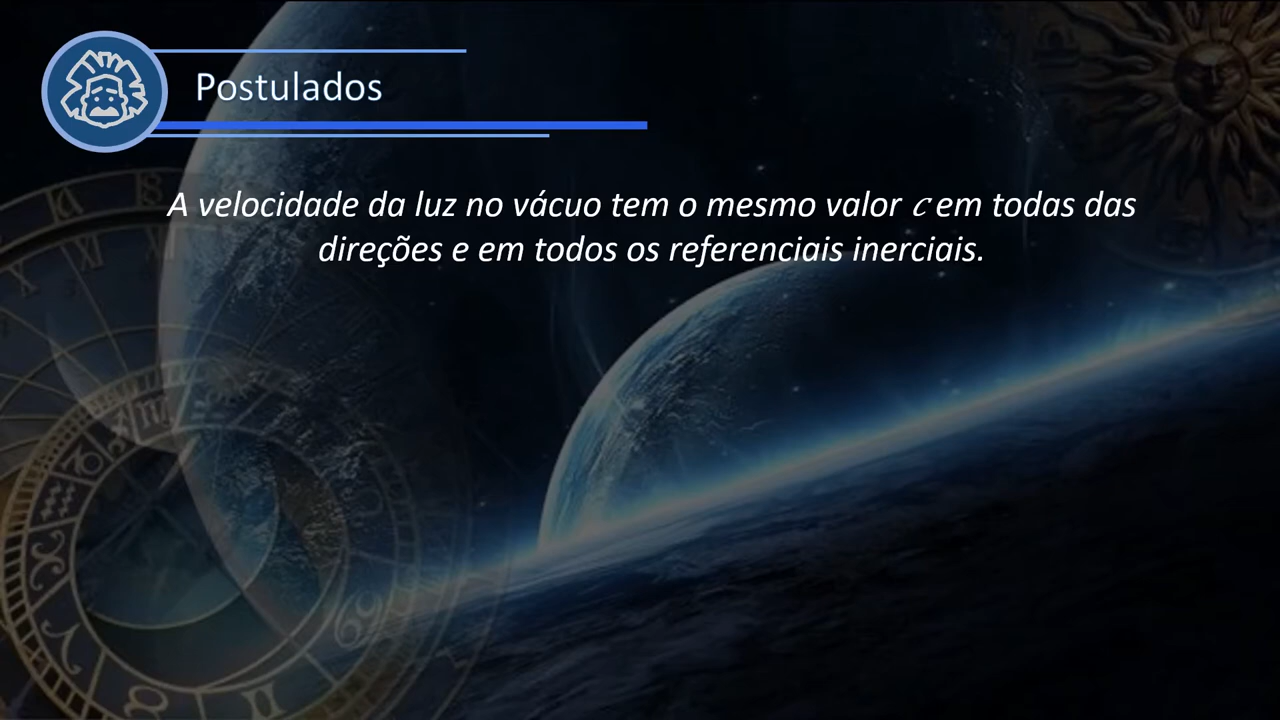 Postulados
A velocidade da luz no vácuo tem o mesmo valor c em todas das
direções e em todos os referenciais inerciais.